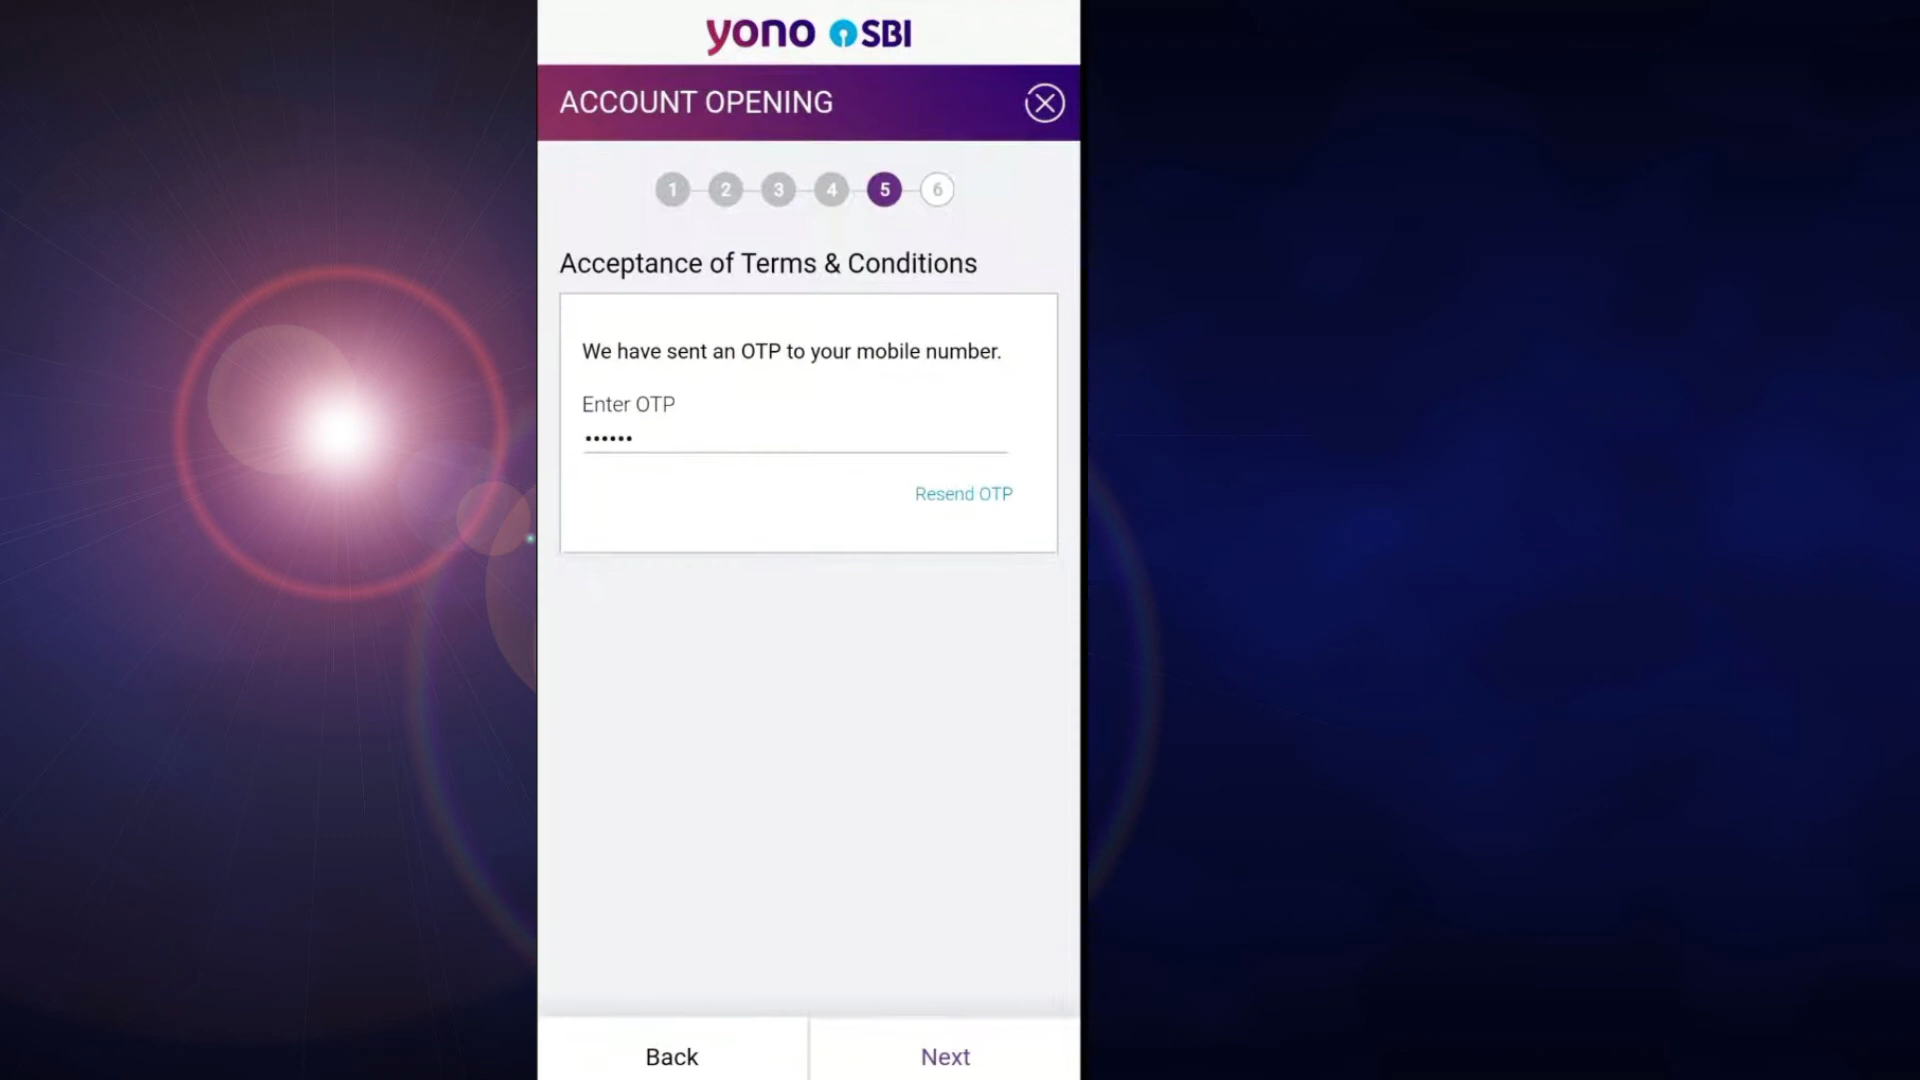 yono SBI
ACCOUNT OPENING
1 2 3 4 5 6
Acceptance of Terms & Conditions
We have sent an OTP to your mobile number.
Enter OTP
••••••
Resend OTP
Back Next